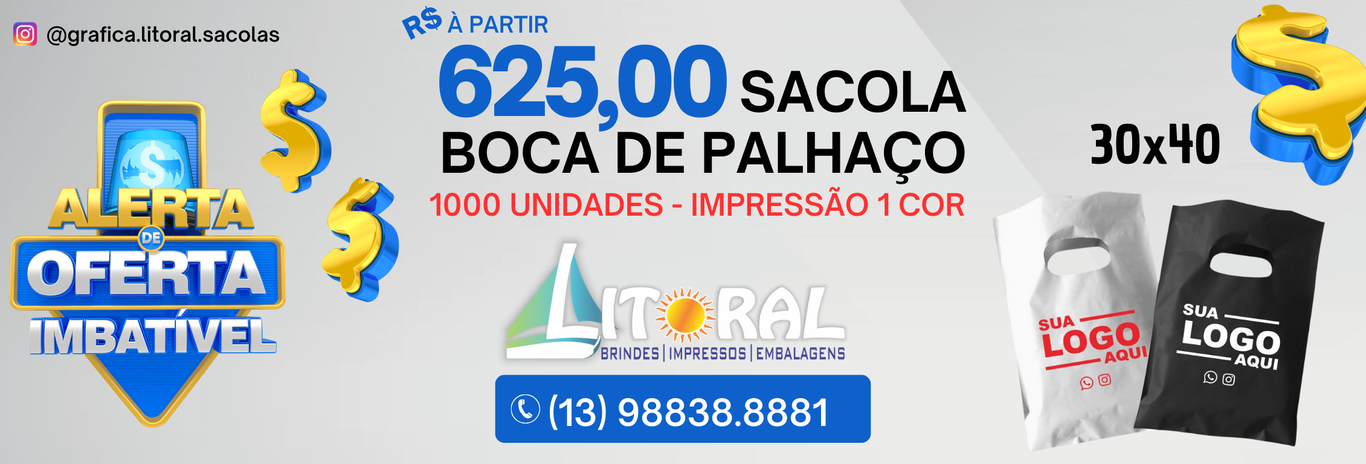 @grafica.litoral.sacolas
R$ À PARTIR
625,00 SACOLA
BOCA DE PALHAÇO
1000 UNIDADES - IMPRESSÃO 1 COR
ALERTA
DE
OFERTA
IMBATÍVEL
LITORAL
BRINDES|IMPRESSOS|EMBALAGENS
(13) 98838.8881
30x40
SUA
LOGO
AQUI
SUA
LOGO
AQUI